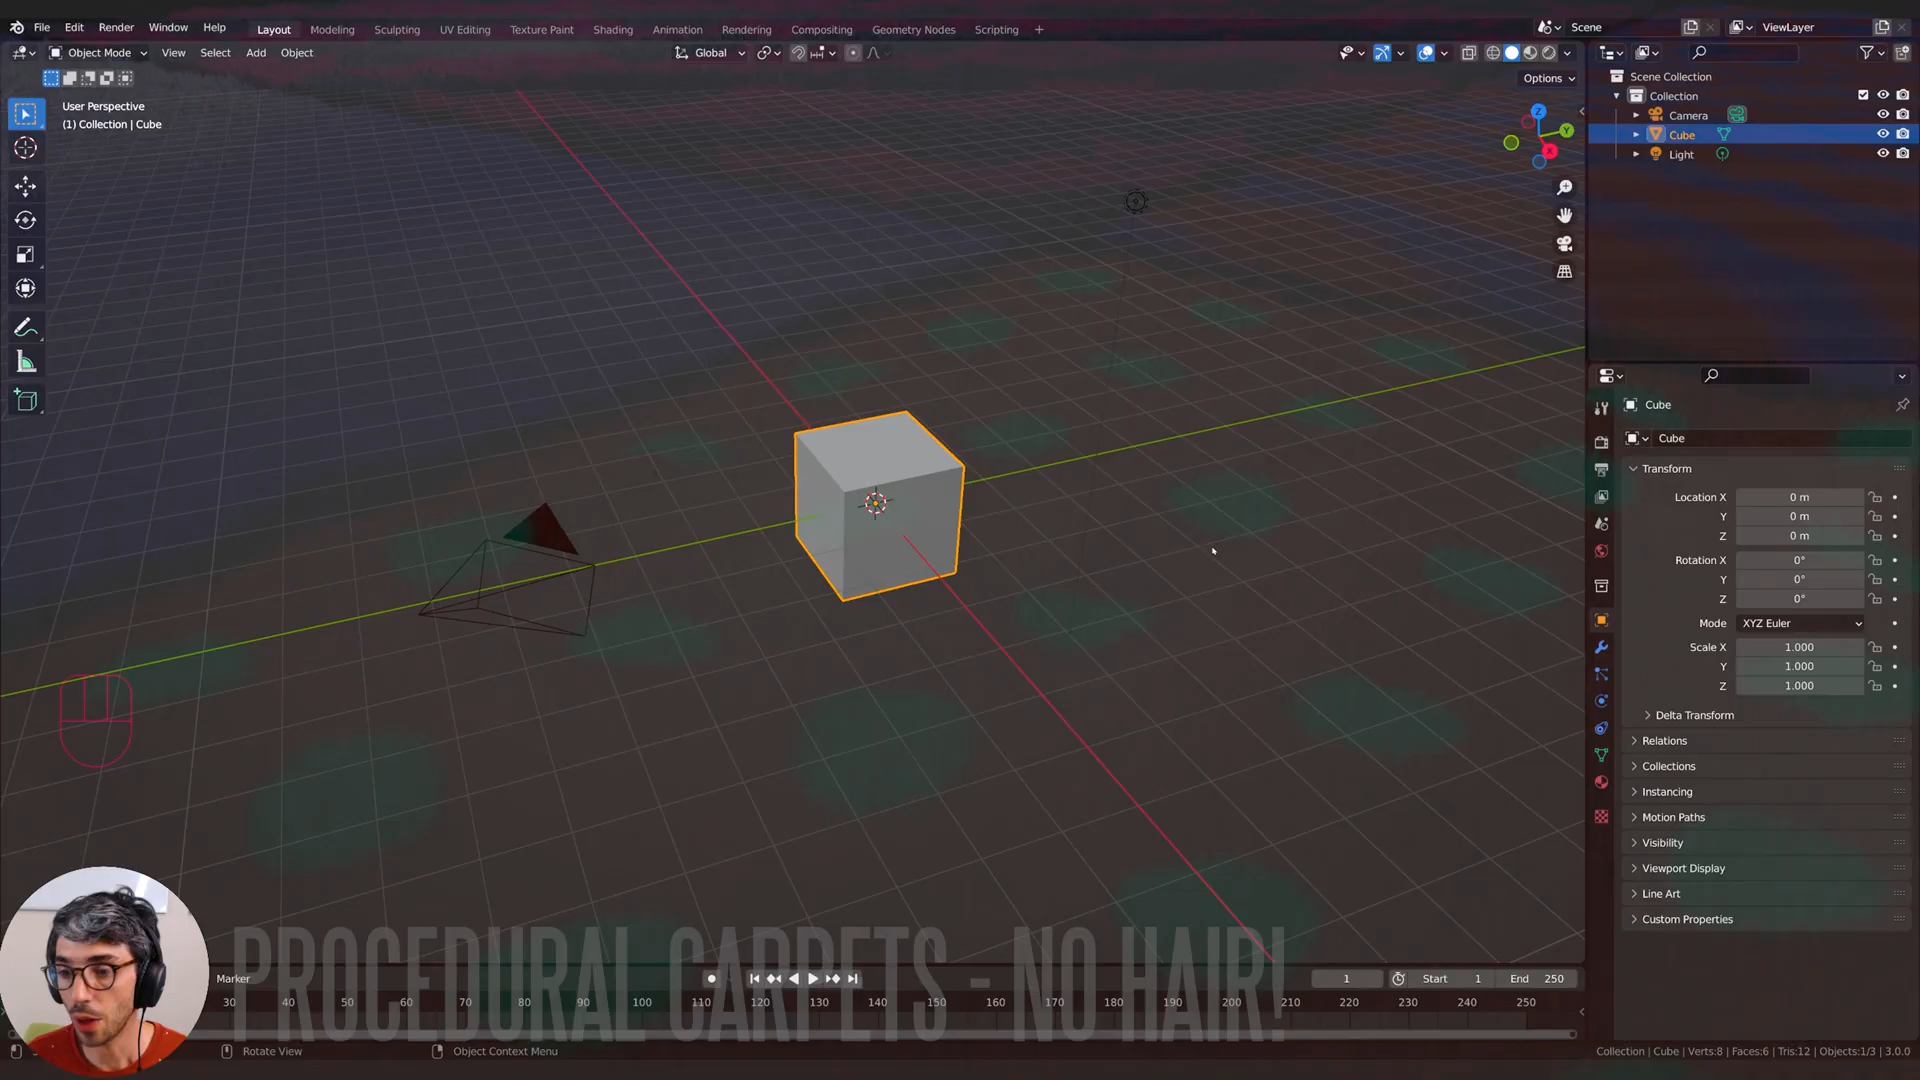 File Edit Render Window Help Layout Modeling Sculpting UV Editing Texture Paint Shading Animation Rendering Compositing Geometry Nodes Scripting + Scene ViewLayer
Object Mode View Select Add Object Global
Options
User Perspective
(1) Collection | Cube
Scene Collection
Collection
Camera
Cube
Light
Z
Y
X
Cube
Cube
Transform
Location X 0 m
Y 0 m
Z 0 m
Rotation X 0°
Y 0°
Z 0°
Mode XYZ Euler
Scale X 1.000
Y 1.000
Z 1.000
Delta Transform
Relations
Collections
Instancing
Motion Paths
Visibility
Viewport Display
Line Art
Custom Properties
PROCEDURAL CARPETS - NO HAIR!
Marker 1 Start 1 End 250
30 40 50 60 70 80 90 100 110 120 130 140 150 160 170 180 190 200 210 220 230 240 250
Rotate View Object Context Menu Collection | Cube | Verts:8 | Faces:6 | Tris:12 | Objects:1/3 | 3.0.0